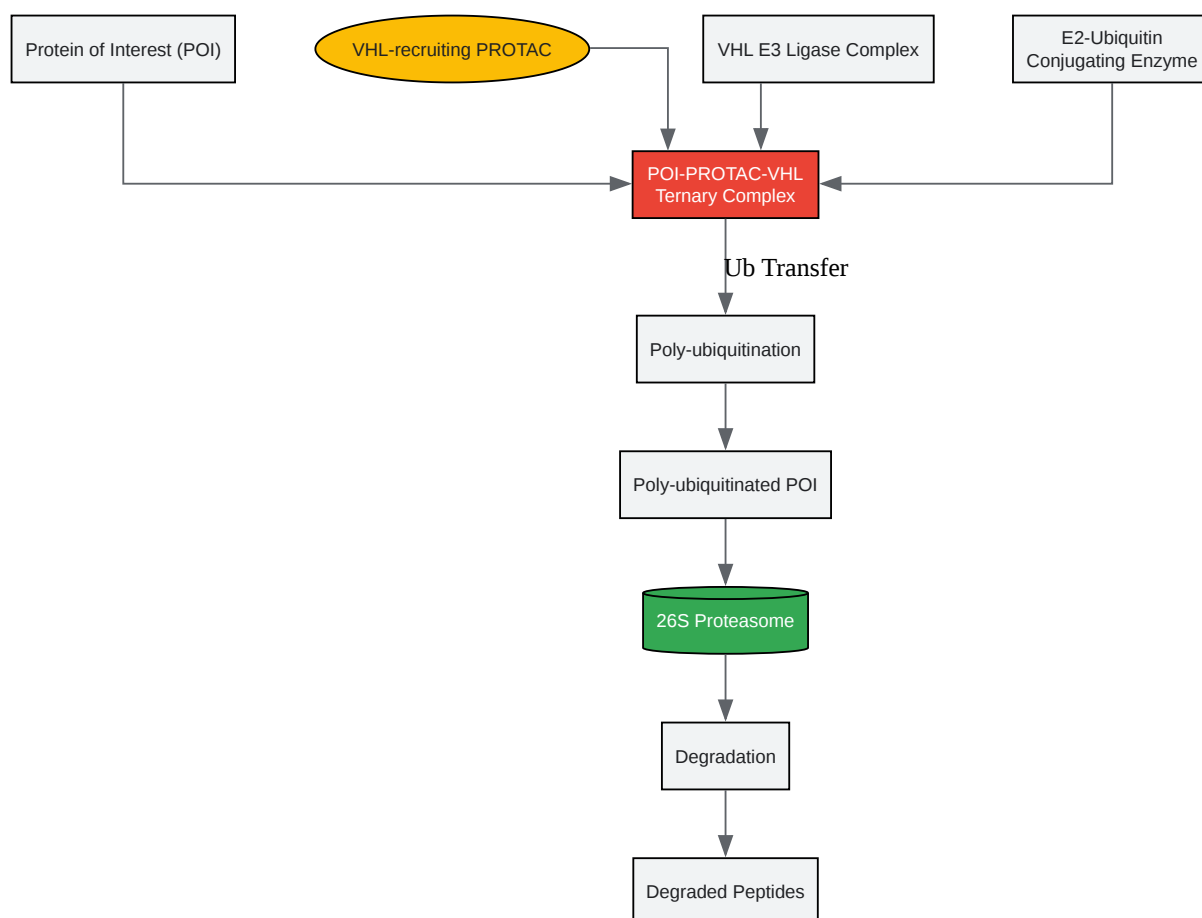 Protein of Interest (POI)
VHL-recruiting PROTAC
VHL E3 Ligase Complex
E2-Ubiquitin
Conjugating Enzyme
POI-PROTAC-VHL
Ternary Complex
Ub Transfer
Poly-ubiquitination
Poly-ubiquitinated POI
26S Proteasome
Degradation
Degraded Peptides